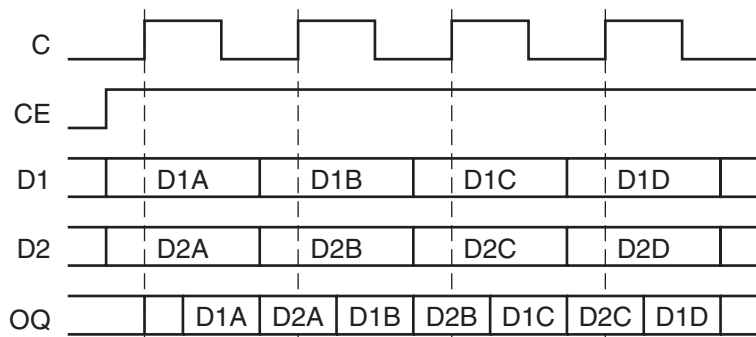 C
CE
D1 D1A D1B D1C D1D
D2 D2A D2B D2C D2D
OQ D1A D2A D1B D2B D1C D2C D1D